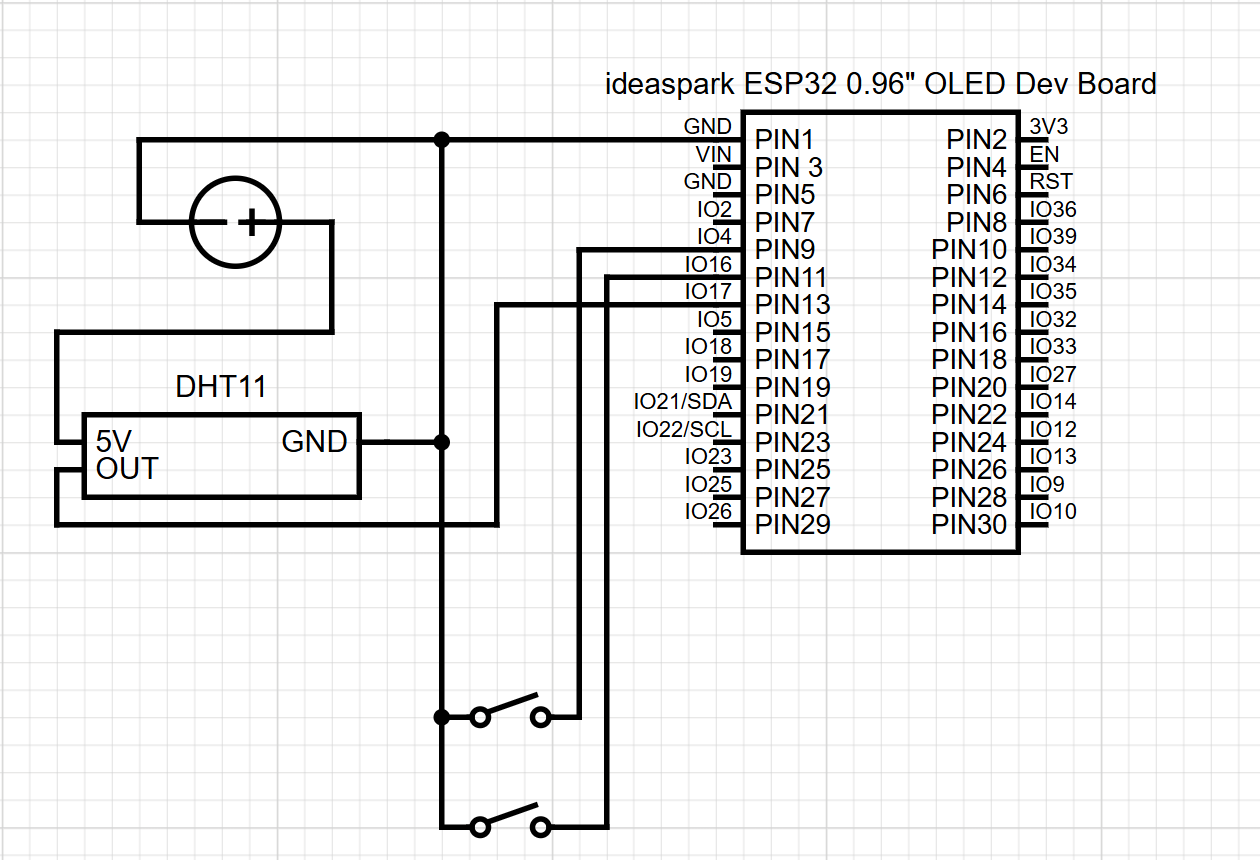 ideaspark ESP32 0.96" OLED Dev Board
GND PIN1 PIN2 3V3
VIN PIN 3 PIN4 EN
GND PIN5 PIN6 RST
IO2 PIN7 PIN8 IO36
IO4 PIN9 PIN10 IO39
IO16 PIN11 PIN12 IO34
IO17 PIN13 PIN14 IO35
IO5 PIN15 PIN16 IO32
IO18 PIN17 PIN18 IO33
IO19 PIN19 PIN20 IO27
IO21/SDA PIN21 PIN22 IO14
IO22/SCL PIN23 PIN24 IO12
IO23 PIN25 PIN26 IO13
IO25 PIN27 PIN28 IO9
IO26 PIN29 PIN30 IO10
DHT11
5V GND
OUT